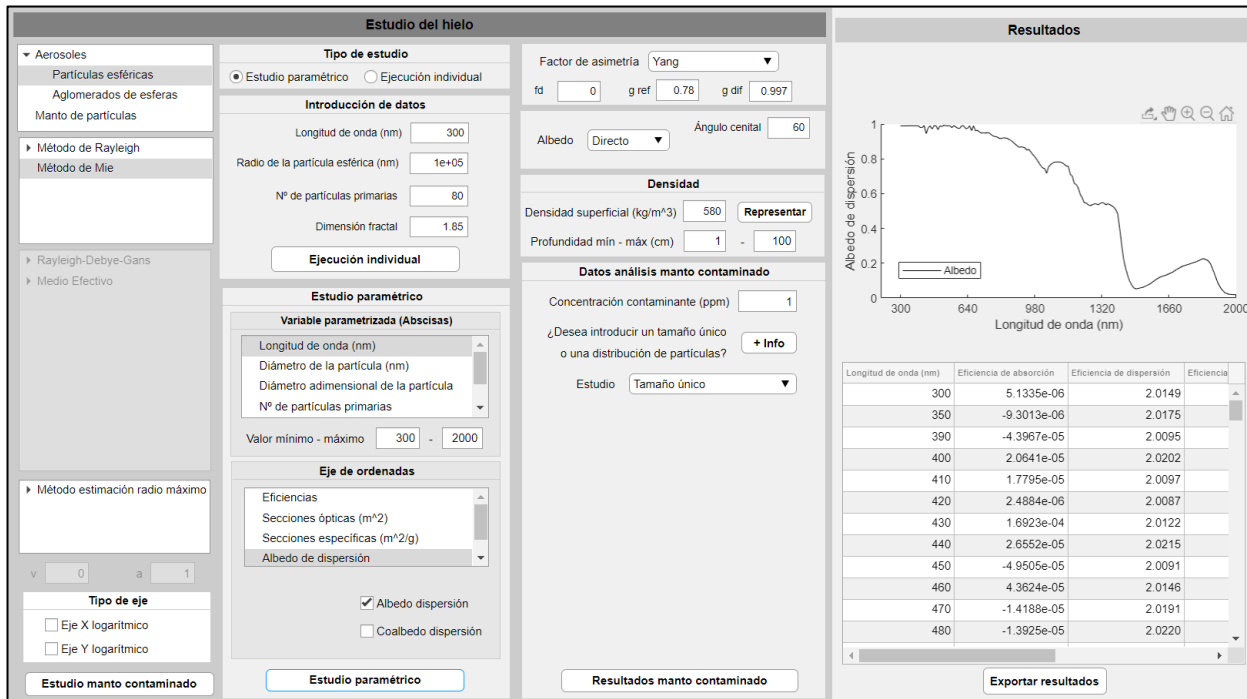 Estudio del hielo
Aerosoles
Partículas esféricas
Aglomerados de esferas
Manto de partículas
Método de Rayleigh
Método de Mie
Rayleigh-Debye-Gans
Medio Efectivo
Método estimación radio máximo
v 0 a 1
Tipo de eje
Eje X logarítmico
Eje Y logarítmico
Estudio manto contaminado
Tipo de estudio
Estudio paramétrico Ejecución individual
Introducción de datos
Longitud de onda (nm) 300
Radio de la partícula esférica (nm) 1e+05
Nº de partículas primarias 80
Dimensión fractal 1.85
Ejecución individual
Estudio paramétrico
Variable parametrizada (Abscisas)
Longitud de onda (nm)
Diámetro de la partícula (nm)
Diámetro adimensional de la partícula
Nº de partículas primarias
Valor mínimo - máximo 300 - 2000
Eje de ordenadas
Eficiencias
Secciones ópticas (m^2)
Secciones específicas (m^2/g)
Albedo de dispersión
Albedo dispersión
Coalbedo dispersión
Estudio paramétrico
Factor de asimetría Yang
fd 0 g ref 0.78 g dif 0.997
Albedo Directo Ángulo cenital 60
Densidad
Densidad superficial (kg/m^3) 580 Representar
Profundidad mín - máx (cm) 1 - 100
Datos análisis manto contaminado
Concentración contaminante (ppm) 1
¿Desea introducir un tamaño único
o una distribución de partículas? + Info
Estudio Tamaño único
Resultados manto contaminado
Resultados
Albedo de dispersión
1
0.8
0.6
0.4
0.2
0
Albedo
300 640 980 1320 1660 2000
Longitud de onda (nm)
Longitud de onda (nm) Eficiencia de absorción Eficiencia de dispersión Eficiencia
300 5.1335e-06 2.0149
350 -9.3013e-06 2.0175
390 -4.3967e-05 2.0095
400 2.0641e-05 2.0202
410 1.7795e-05 2.0097
420 2.4884e-06 2.0087
430 1.6923e-04 2.0122
440 2.6552e-05 2.0215
450 -4.9505e-05 2.0091
460 4.3624e-05 2.0146
470 -1.4188e-05 2.0191
480 -1.3925e-05 2.0220
Exportar resultados